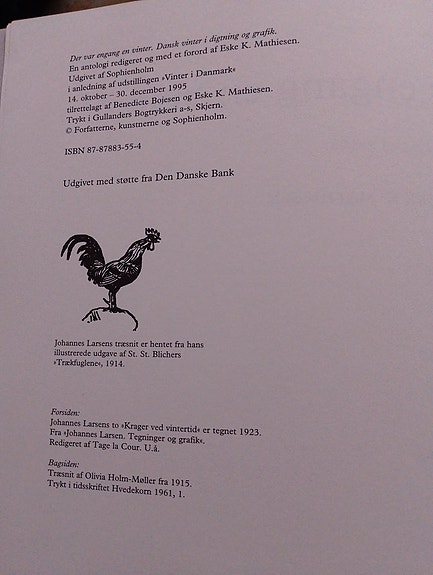 Der var engang en vinter. Dansk vinter i digtning og grafik.
En antologi redigeret og med et forord af Eske K. Mathiesen.
Udgivet af Sophienholm
i anledning af udstillingen »Vinter i Danmark«
14. oktober – 30. december 1995
tilrettelagt af Benedicte Bojesen og Eske K. Mathiesen.
Trykt i Gullanders Bogtrykkeri a-s, Skjern.
© Forfatterne, kunstnerne og Sophienholm.
ISBN 87-87883-55-4
Udgivet med støtte fra Den Danske Bank
Johannes Larsens træsnit er hentet fra hans
illustrerede udgave af St. St. Blichers
»Trækfuglene«, 1914.
Forsiden:
Johannes Larsens to »Krager ved vintertid« er tegnet 1923.
Fra »Johannes Larsen. Tegninger og grafik«.
Redigeret af Tage la Cour. U.å.
Bagsiden:
Træsnit af Olivia Holm-Møller fra 1915.
Trykt i tidsskriftet Hvedekorn 1961, 1.